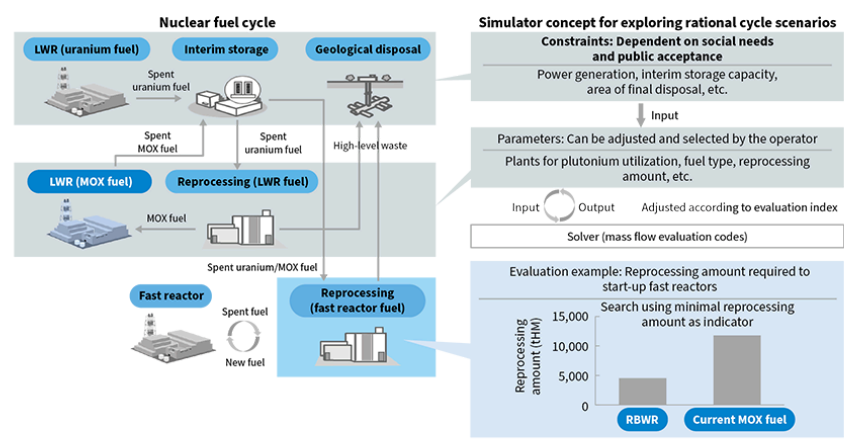 Nuclear fuel cycle
LWR (uranium fuel)
Interim storage
Geological disposal
Spent
uranium fuel
Spent
MOX fuel
Spent
uranium fuel
High-level waste
LWR (MOX fuel)
Reprocessing (LWR fuel)
MOX fuel
Spent uranium/MOX fuel
Fast reactor
Spent fuel
New fuel
Reprocessing
(fast reactor fuel)
Simulator concept for exploring rational cycle scenarios
Constraints: Dependent on social needs
and public acceptance
Power generation, interim storage capacity,
area of final disposal, etc.
Input
Parameters: Can be adjusted and selected by the operator
Plants for plutonium utilization, fuel type, reprocessing
amount, etc.
Input
Output
Adjusted according to evaluation index
Solver (mass flow evaluation codes)
Evaluation example: Reprocessing amount required to
start-up fast reactors
Search using minimal reprocessing
amount as indicator
Reprocessing
amount (tHM)
15,000
10,000
5,000
0
RBWR
Current MOX fuel